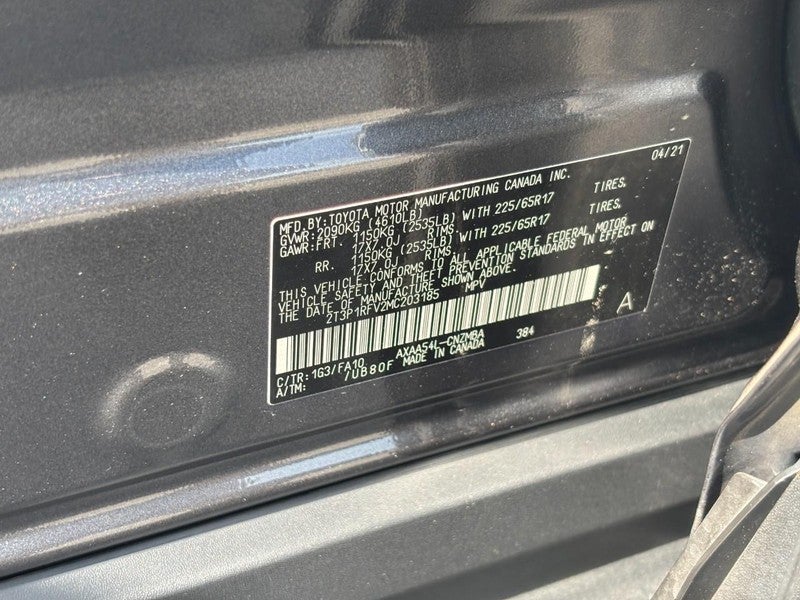 MFD.BY:TOYOTA MOTOR MANUFACTURING CANADA INC. 04/21
GVWR:2090KG (4610LB)
GAWR:FRT. 1150KG (2535LB) WITH 225/65R17 TIRES,
17X7.0J RIMS,
RR. 1150KG (2535LB) WITH 225/65R17 TIRES,
17X7.0J RIMS,
THIS VEHICLE CONFORMS TO ALL APPLICABLE FEDERAL MOTOR
VEHICLE SAFETY AND THEFT PREVENTION STANDARDS IN EFFECT ON
THE DATE OF MANUFACTURE SHOWN ABOVE.
2T3P1RFV2MC203185 MPV
A
C/TR:1G3/FA10 AXAA54L-CNZMBA 384
A/TM: /UB80F MADE IN CANADA